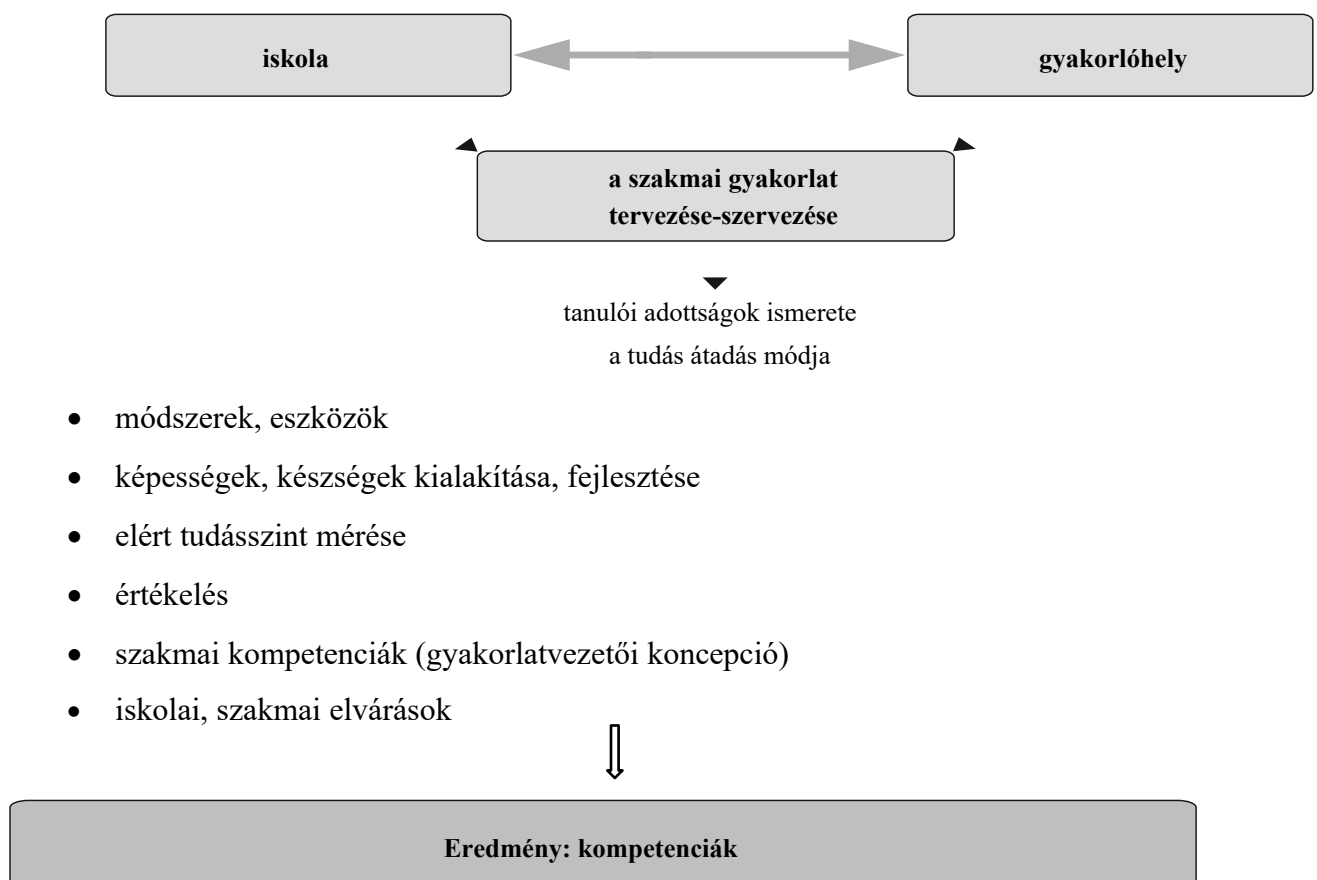 iskola
gyakorlóhely
a szakmai gyakorlat
tervezése-szervezése
tanulói adottságok ismerete
a tudás átadás módja
• módszerek, eszközök
• képességek, készségek kialakítása, fejlesztése
• elért tudásszint mérése
• értékelés
• szakmai kompetenciák (gyakorlatvezetői koncepció)
• iskolai, szakmai elvárások
Eredmény: kompetenciák